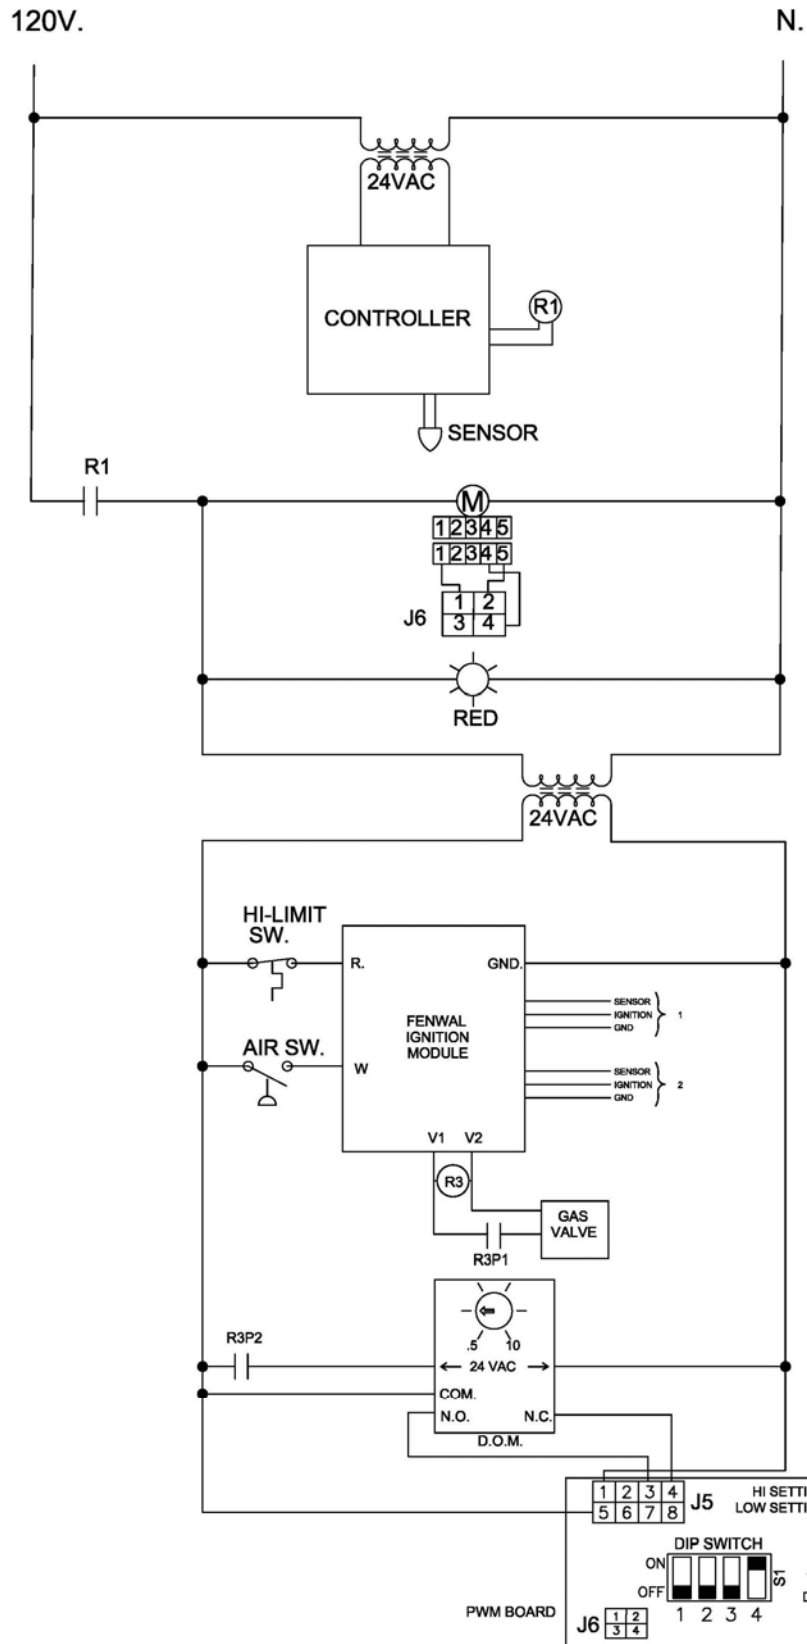 120V. N.
24VAC
CONTROLLER
R1
SENSOR
R1
M
1 2 3 4 5
1 2 3 4 5
J6
1 2
3 4
RED
24VAC
HI-LIMIT
SW.
R.
GND.
FENWAL
IGNITION
MODULE
SENSOR
IGNITION
GND
1
AIR SW.
W
SENSOR
IGNITION
GND
2
V1 V2
R3
GAS
VALVE
R3P1
.5 10
R3P2
24 VAC
COM.
N.O. N.C.
D.O.M.
1 2 3 4
5 6 7 8
J5
HI SETTI
LOW SETTI
DIP SWITCH
ON
OFF
S1
D
1 2 3 4
PWM BOARD
J6
1 2
3 4